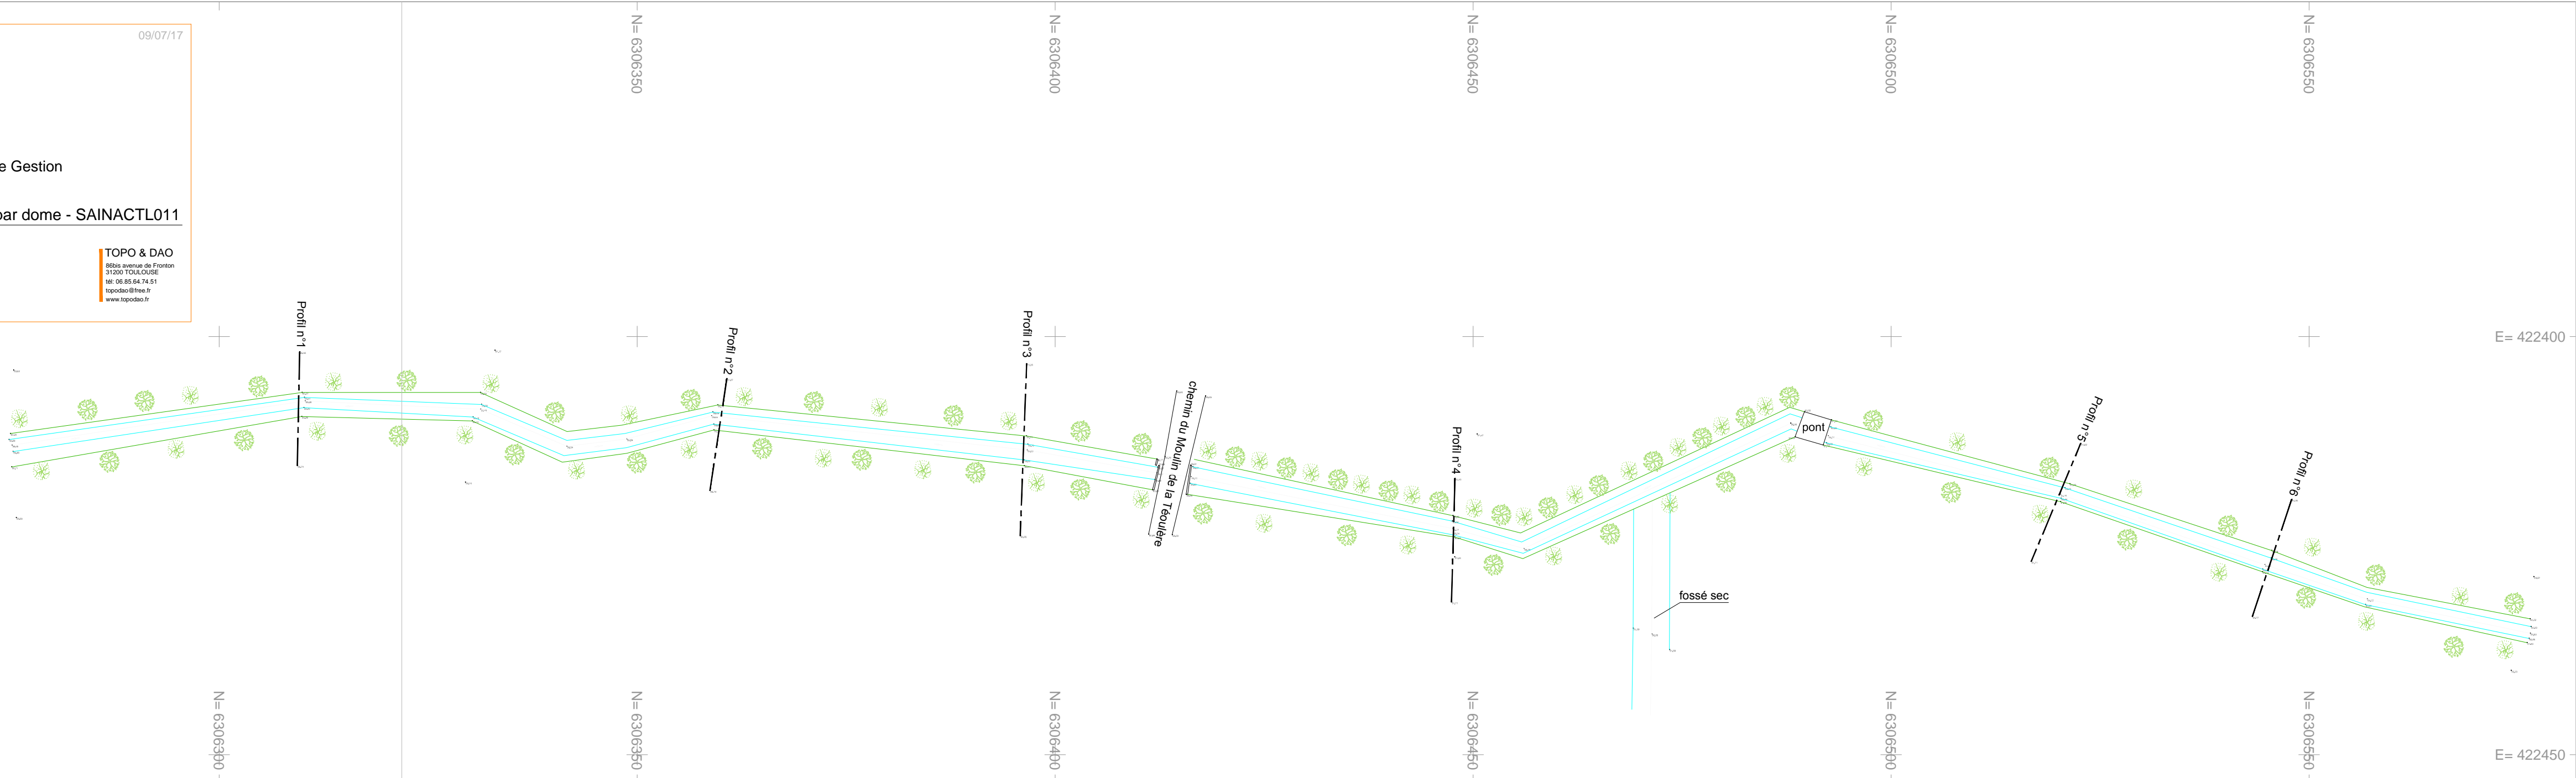 09/07/17
e Gestion
par dome - SAINACTL011
TOPO & DAO
86bis avenue de Fronton
31200 TOULOUSE
tél: 06.85.64.74.51
topodao@free.fr
www.topodao.fr
N= 6306350
N= 6306400
N= 6306450
N= 6306500
N= 6306550
E= 422400
Profil n°1
Profil n°2
Profil n°3
chemin du Moulin de la Téoulère
Profil n°4
pont
Profil n°5
Profil n°6
fossé sec
N= 6306300
N= 6306350
N= 6306400
N= 6306450
N= 6306500
N= 6306550
E= 422450